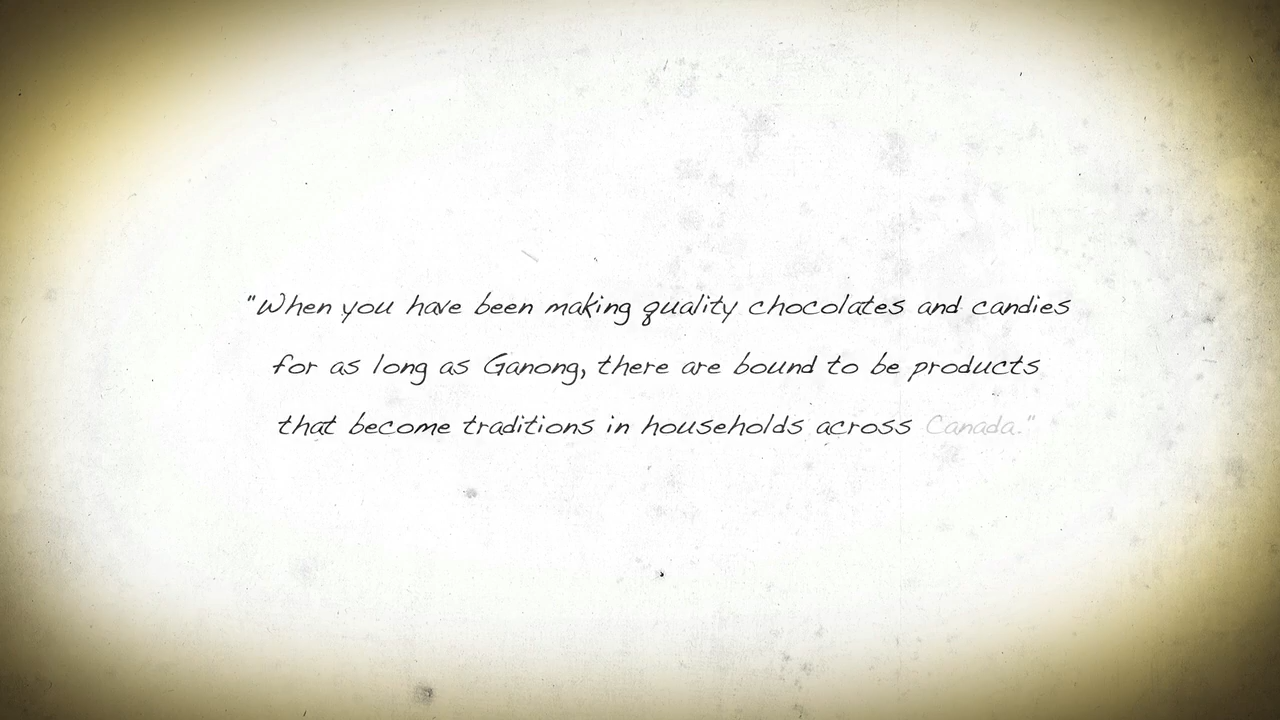 "When you have been making quality chocolates and candies
for as long as Ganong, there are bound to be products
that become traditions in households across Canada."